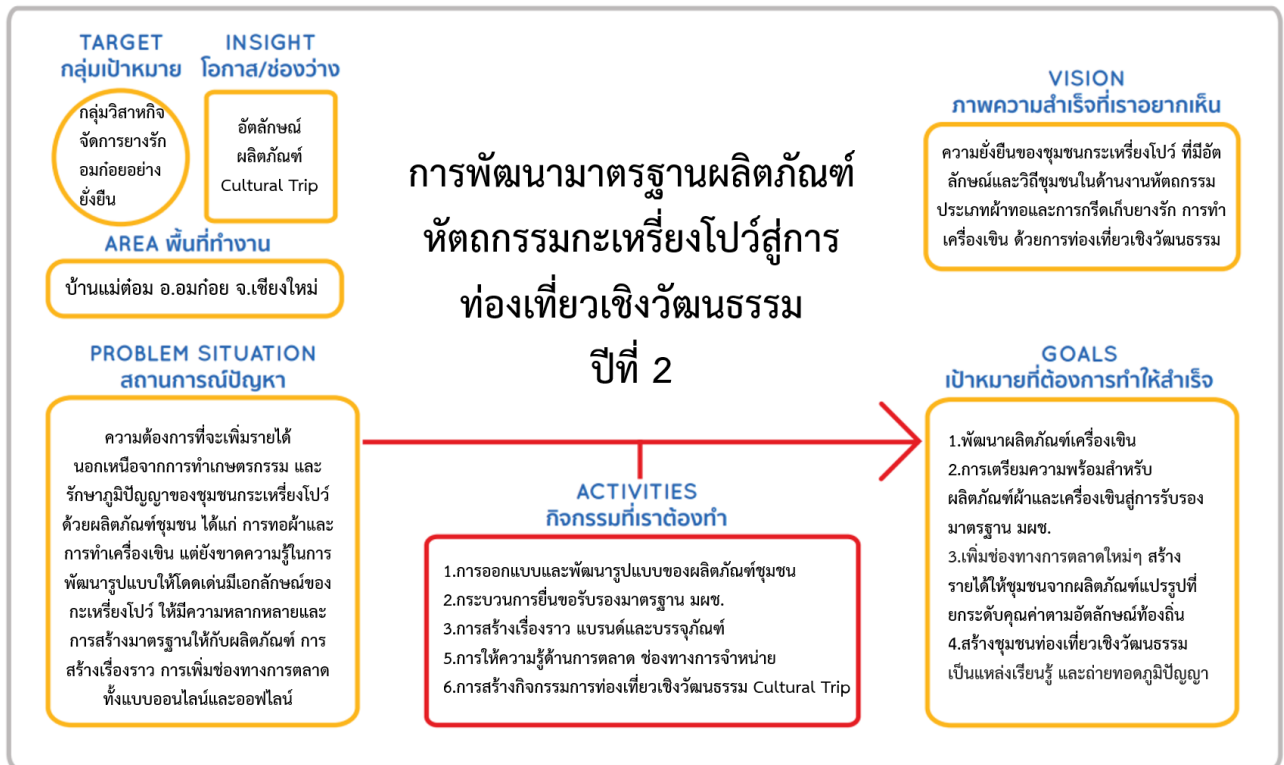 TARGET
กลุ่มเป้าหมาย
กลุ่มวิสาหกิจ
จัดการยางรัก
อมก๋อยอย่าง
ยั่งยืน
INSIGHT
โอกาส/ช่องว่าง
อัตลักษณ์
ผลิตภัณฑ์
Cultural Trip
AREA พื้นที่ทำงาน
บ้านแม่ต๋อม อ.อมก๋อย จ.เชียงใหม่
การพัฒนามาตรฐานผลิตภัณฑ์
หัตถกรรมกะเหรี่ยงโปว์สู่การ
ท่องเที่ยวเชิงวัฒนธรรม
ปีที่ 2
VISION
ภาพความสำเร็จที่เราอยากเห็น
ความยั่งยืนของชุมชนกระเหรี่ยงโปว์ ที่มีอัต
ลักษณ์และวิถีชุมชนในด้านงานหัตถกรรม
ประเภทผ้าทอและการกรีดเก็บยางรัก การทำ
เครื่องเขิน ด้วยการท่องเที่ยวเชิงวัฒนธรรม
PROBLEM SITUATION
สถานการณ์ปัญหา
ความต้องการที่จะเพิ่มรายได้
นอกเหนือจากการทำเกษตรกรรม และ
รักษาภูมิปัญญาของชุมชนกระเหรี่ยงโปว์
ด้วยผลิตภัณฑ์ชุมชน ได้แก่ การทอผ้าและ
การทำเครื่องเขิน แต่ยังขาดความรู้ในการ
พัฒนารูปแบบให้โดดเด่นมีเอกลักษณ์ของ
กะเหรี่ยงโปว์ ให้มีความหลากหลายและ
การสร้างมาตรฐานให้กับผลิตภัณฑ์ การ
สร้างเรื่องราว การเพิ่มช่องทางการตลาด
ทั้งแบบออนไลน์และออฟไลน์
ACTIVITIES
กิจกรรมที่เราต้องทำ
1.การออกแบบและพัฒนารูปแบบของผลิตภัณฑ์ชุมชน
2.กระบวนการยื่นขอรับรองมาตรฐาน มผช.
3.การสร้างเรื่องราว แบรนด์และบรรจุภัณฑ์
5.การให้ความรู้ด้านการตลาด ช่องทางการจำหน่าย
6.การสร้างกิจกรรมการท่องเที่ยวเชิงวัฒนธรรม Cultural Trip
GOALS
เป้าหมายที่ต้องการทำให้สำเร็จ
1.พัฒนาผลิตภัณฑ์เครื่องเขิน
2.การเตรียมความพร้อมสำหรับ
ผลิตภัณฑ์ผ้าและเครื่องเขินสู่การรับรอง
มาตรฐาน มผช.
3.เพิ่มช่องทางการตลาดใหม่ๆ สร้าง
รายได้ให้ชุมชนจากผลิตภัณฑ์แปรรูปที่
ยกระดับคุณค่าตามอัตลักษณ์ท้องถิ่น
4.สร้างชุมชนท่องเที่ยวเชิงวัฒนธรรม
เป็นแหล่งเรียนรู้ และถ่ายทอดภูมิปัญญา